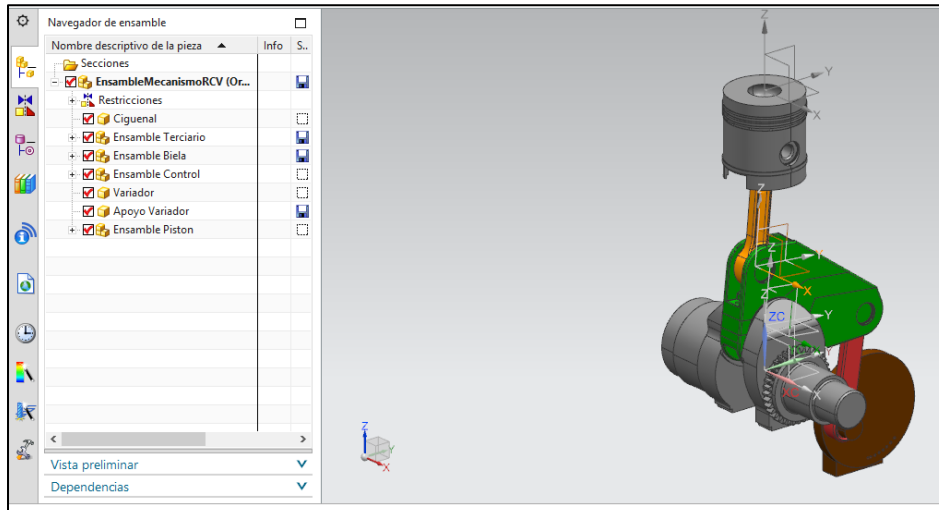 Navegador de ensamble
Nombre descriptivo de la pieza Info S..
Secciones
EnsambleMecanismoRCV (Or...
Restricciones
Ciguenal
Ensamble Terciario
Ensamble Biela
Ensamble Control
Variador
Apoyo Variador
Ensamble Piston
Vista preliminar
Dependencias
Z
Y
X
Z
Z
Y
X
Z
ZC
Y
Y
XC
X
Z
Y
X